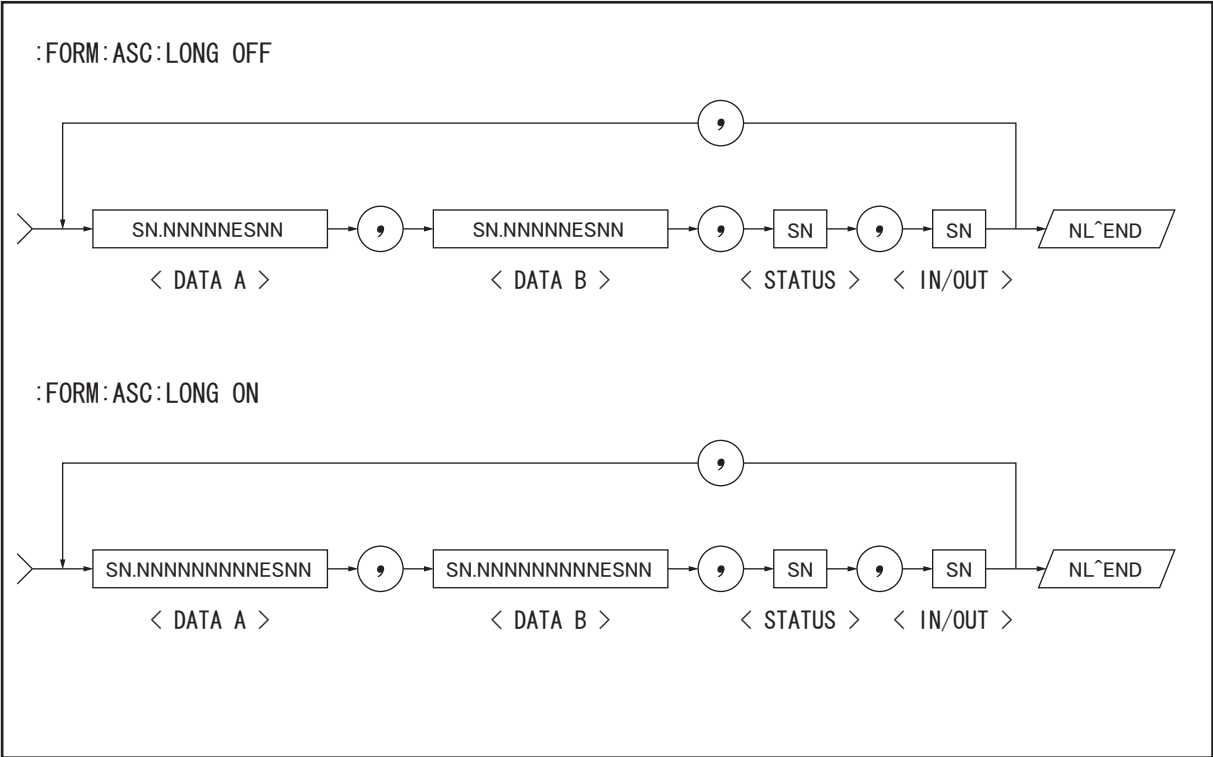 :FORM:ASC:LONG OFF
,
SN.NNNNNESNN , SN.NNNNNESNN , SN , SN NL^END
< DATA A > < DATA B > < STATUS > < IN/OUT >
:FORM:ASC:LONG ON
,
SN.NNNNNNNNNESNN , SN.NNNNNNNNNESNN , SN , SN NL^END
< DATA A > < DATA B > < STATUS > < IN/OUT >